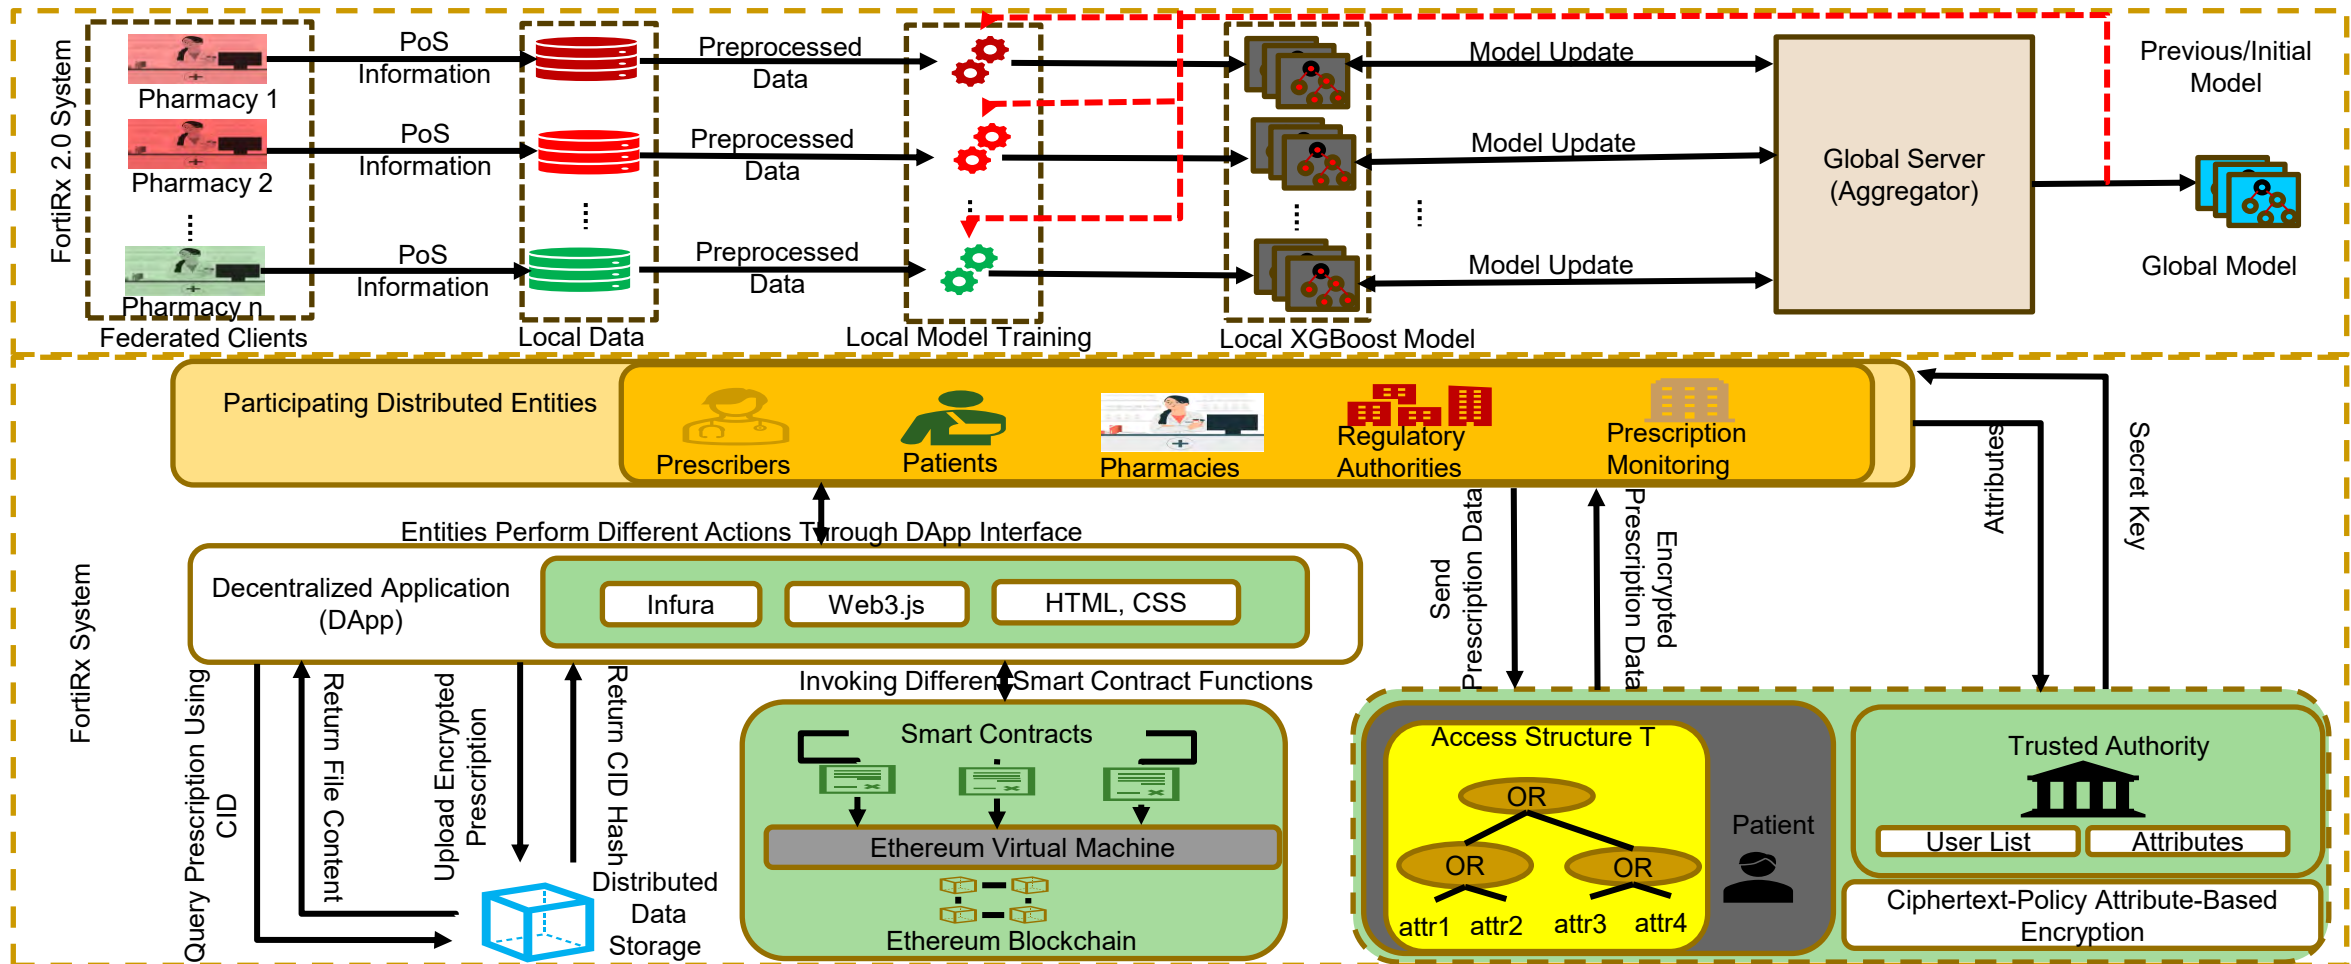 FortiRx 2.0 System
Pharmacy 1
Pharmacy 2
Pharmacy n
Federated Clients
PoS
Information
PoS
Information
PoS
Information
Local Data
Preprocessed
Data
Preprocessed
Data
Preprocessed
Data
Local Model Training
Local XGBoost Model
Model Update
Model Update
Model Update
Global Server
(Aggregator)
Previous/Initial
Model
Global Model
FortiRx System
Participating Distributed Entities
Prescribers
Patients
Pharmacies
Regulatory
Authorities
Prescription
Monitoring
Entities Perform Different Actions Through DApp Interface
Decentralized Application
(DApp)
Infura
Web3.js
HTML, CSS
Query Prescription Using
CID
Return File Content
Upload Encrypted
Prescription
Return CID Hash
Distributed
Data
Storage
Invoking Different Smart Contract Functions
Smart Contracts
Ethereum Virtual Machine
Ethereum Blockchain
Send
Prescription Data
Encrypted
Prescription Data
Attributes
Secret Key
Access Structure T
OR
OR
OR
attr1
attr2
attr3
attr4
Patient
Trusted Authority
User List
Attributes
Ciphertext-Policy Attribute-Based
Encryption